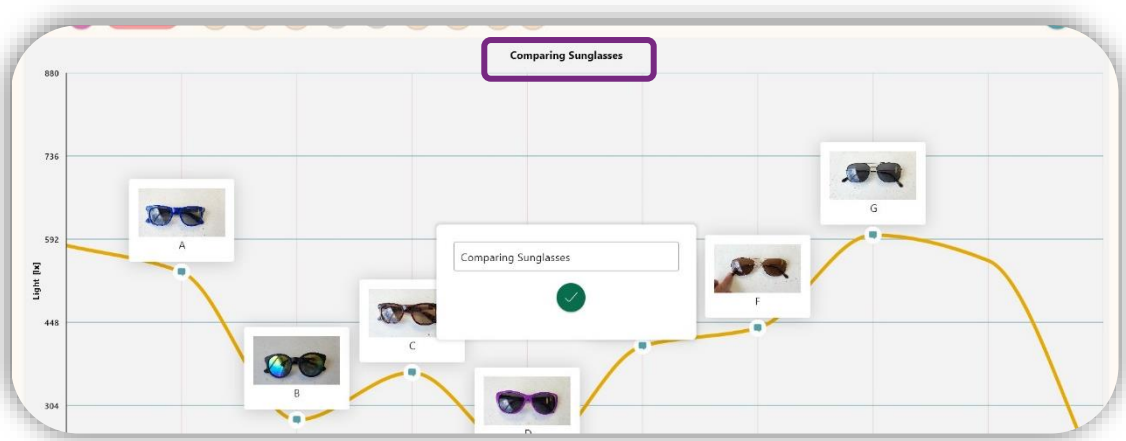 Comparing Sunglasses
880
736
592
448
304
Light [lx]
A
B
C
D
F
G
Comparing Sunglasses